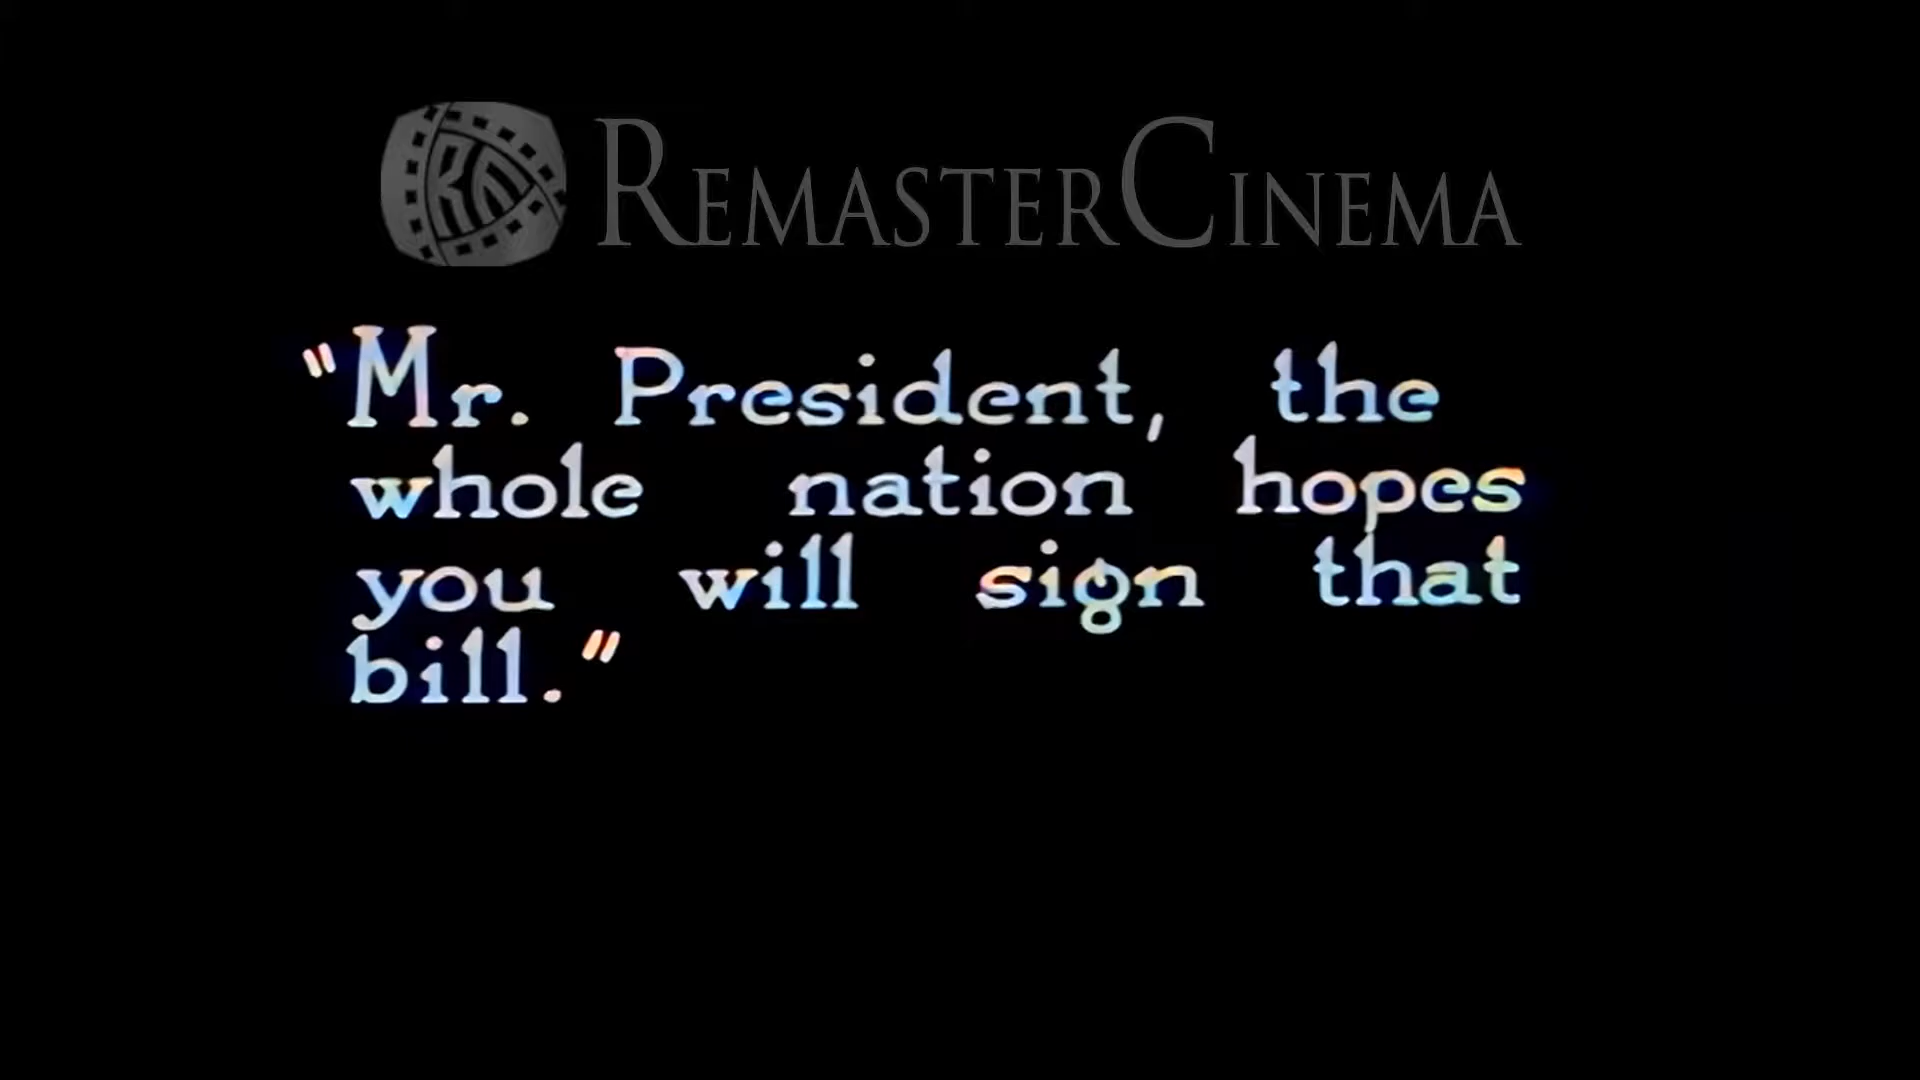 REMASTERCINEMA
"Mr. President, the
whole nation hopes
you will sign that
bill."